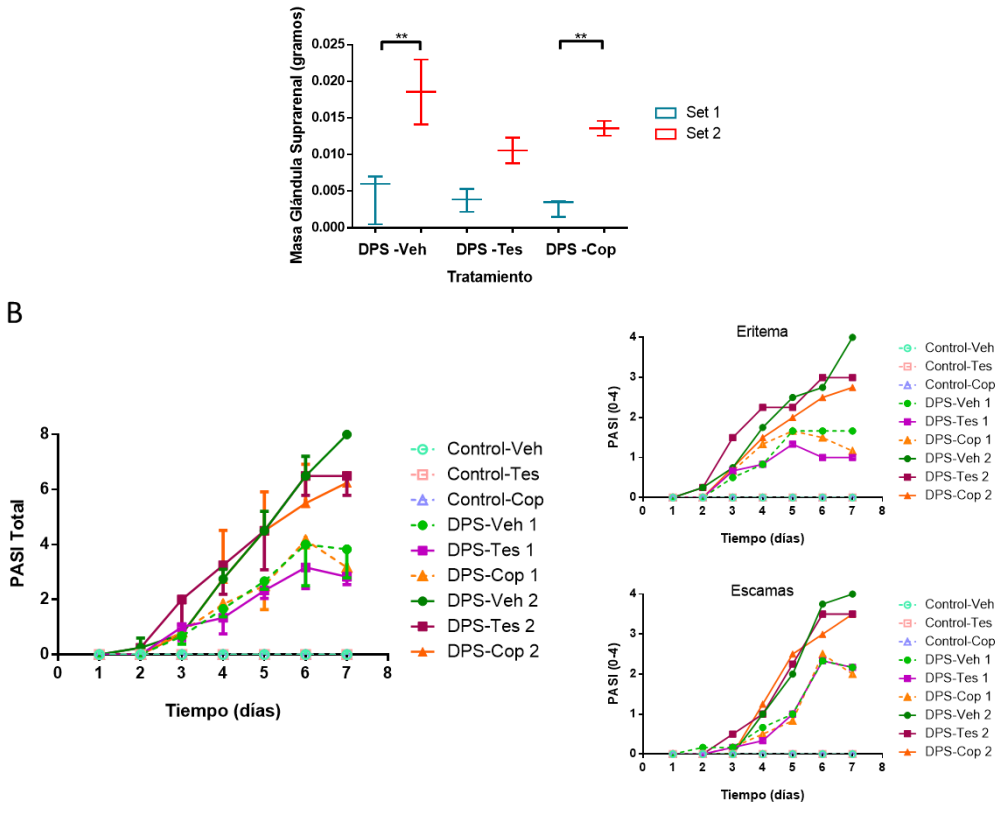 Masa Glándula Suprarenal (gramos)
0.025
0.020
0.015
0.010
0.005
0.000
**
**
DPS -Veh
DPS -Tes
DPS -Cop
Tratamiento
Set 1
Set 2
B
PASI Total
8
6
4
2
0
0 1 2 3 4 5 6 7 8
Tiempo (días)
Control-Veh
Control-Tes
Control-Cop
DPS-Veh 1
DPS-Tes 1
DPS-Cop 1
DPS-Veh 2
DPS-Tes 2
DPS-Cop 2
Eritema
PASI (0-4)
4
3
2
1
0
0 1 2 3 4 5 6 7 8
Tiempo (días)
Control-Veh
Control-Tes
Control-Cop
DPS-Veh 1
DPS-Tes 1
DPS-Cop 1
DPS-Veh 2
DPS-Tes 2
DPS-Cop 2
Escamas
PASI (0-4)
4
3
2
1
0
0 1 2 3 4 5 6 7 8
Tiempo (días)
Control-Veh
Control-Tes
Control-Cop
DPS-Veh 1
DPS-Tes 1
DPS-Cop 1
DPS-Veh 2
DPS-Tes 2
DPS-Cop 2